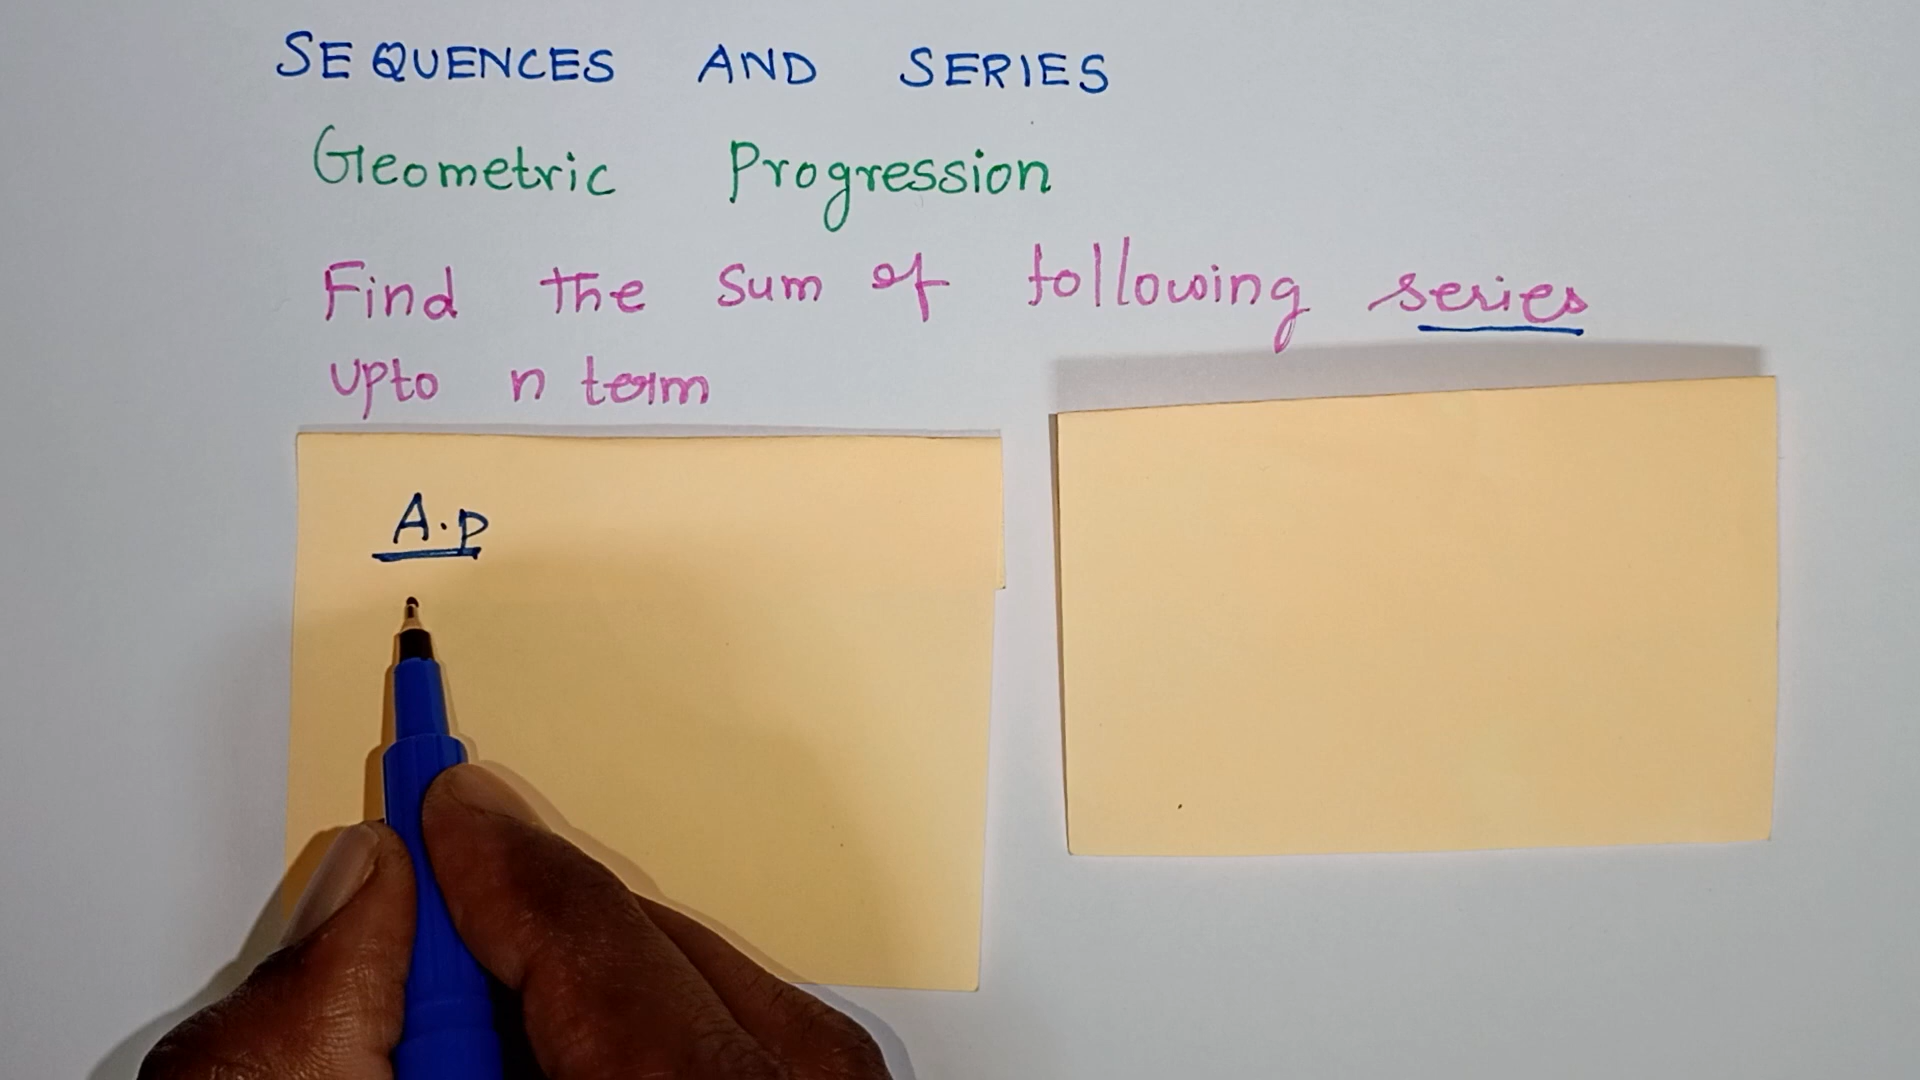 SEQUENCES AND SERIES
Geometric Progression
Find the sum of following series
upto n term
A.P